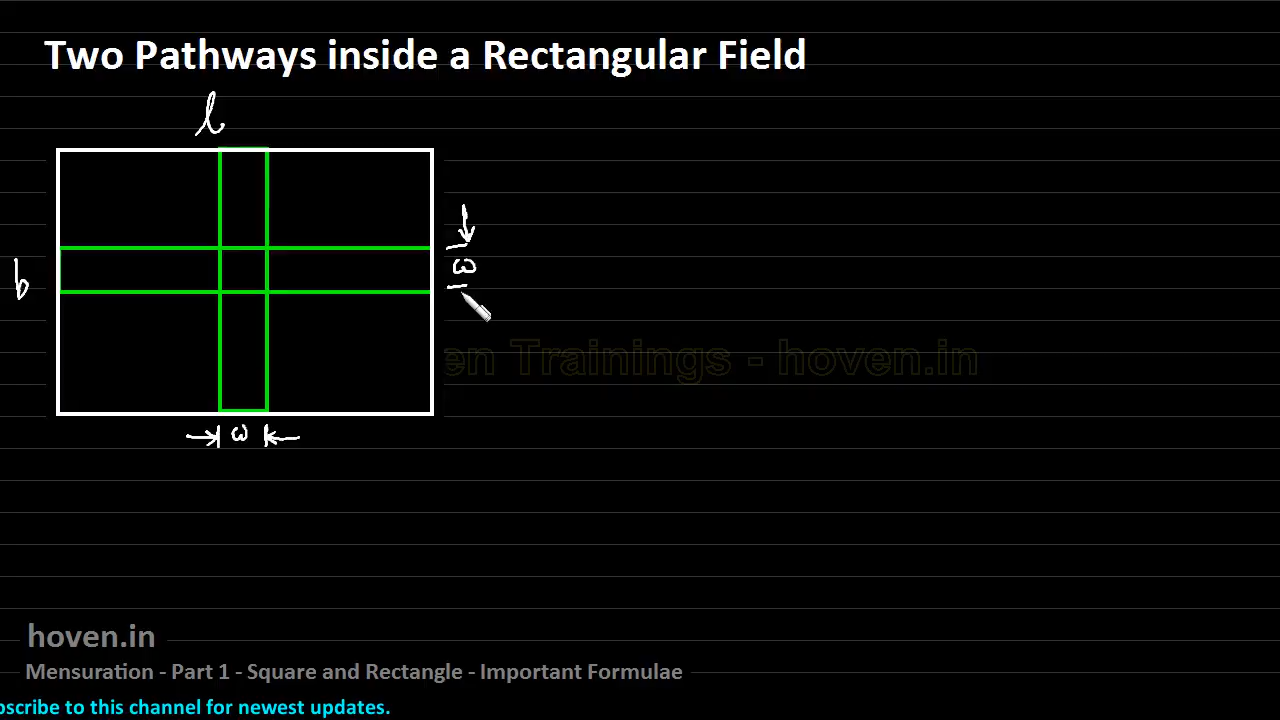 Two Pathways inside a Rectangular Field
l
b
ω
ω
en Trainings - hoven.in
hoven.in
Mensuration - Part 1 - Square and Rectangle - Important Formulae
bscribe to this channel for newest updates.